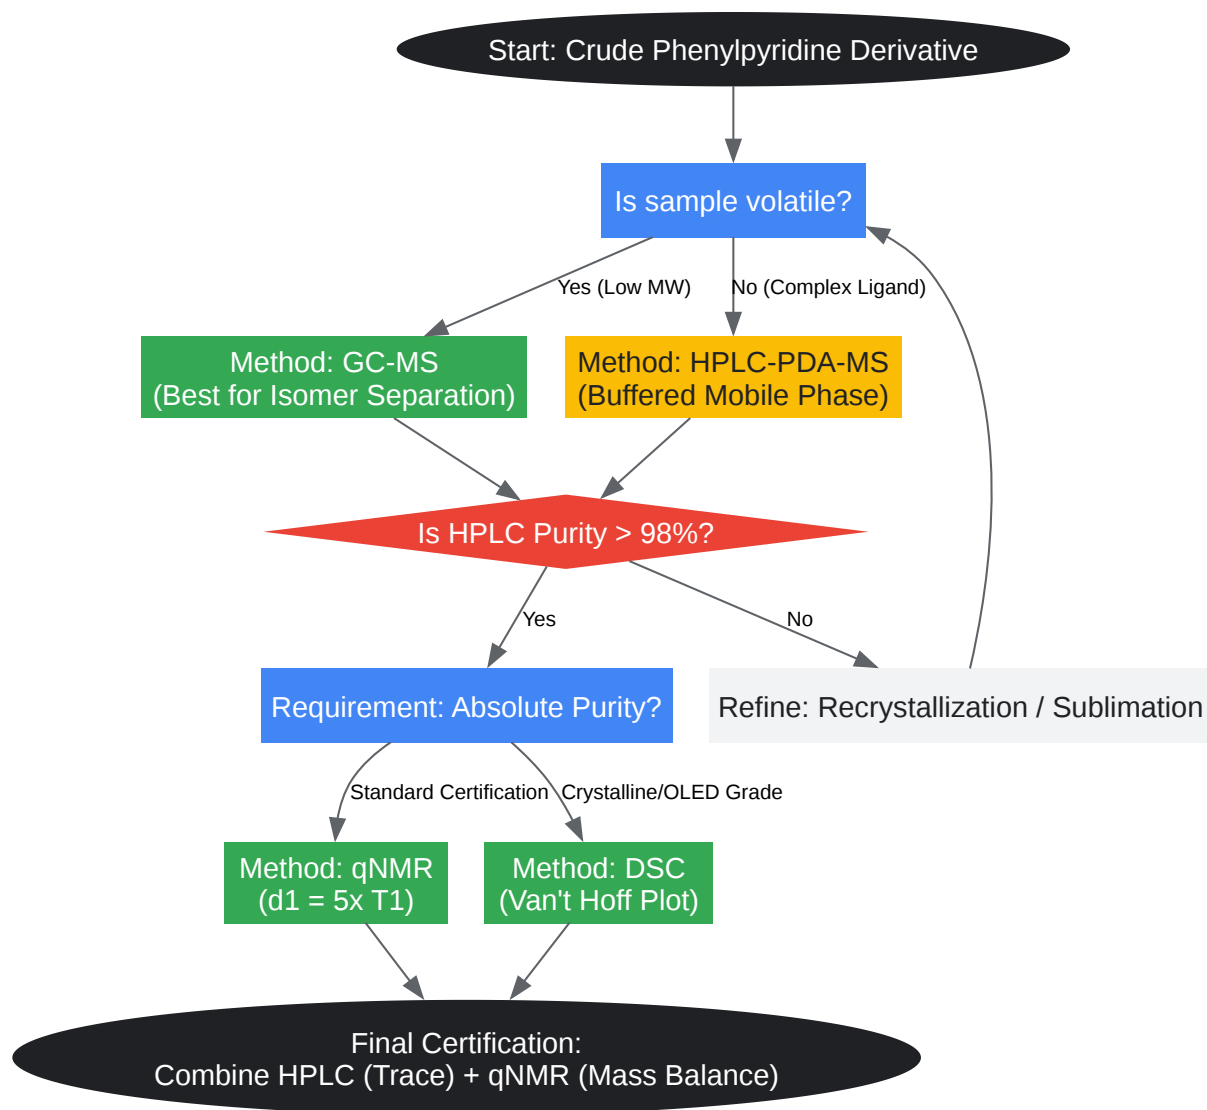 Start: Crude Phenylpyridine Derivative
Is sample volatile?
Yes (Low MW)
No (Complex Ligand)
Method: GC-MS
(Best for Isomer Separation)
Method: HPLC-PDA-MS
(Buffered Mobile Phase)
Is HPLC Purity > 98%?
Yes
No
Requirement: Absolute Purity?
Refine: Recrystallization / Sublimation
Standard Certification
Crystalline/OLED Grade
Method: qNMR
(d1 = 5x T1)
Method: DSC
(Van't Hoff Plot)
Final Certification:
Combine HPLC (Trace) + qNMR (Mass Balance)